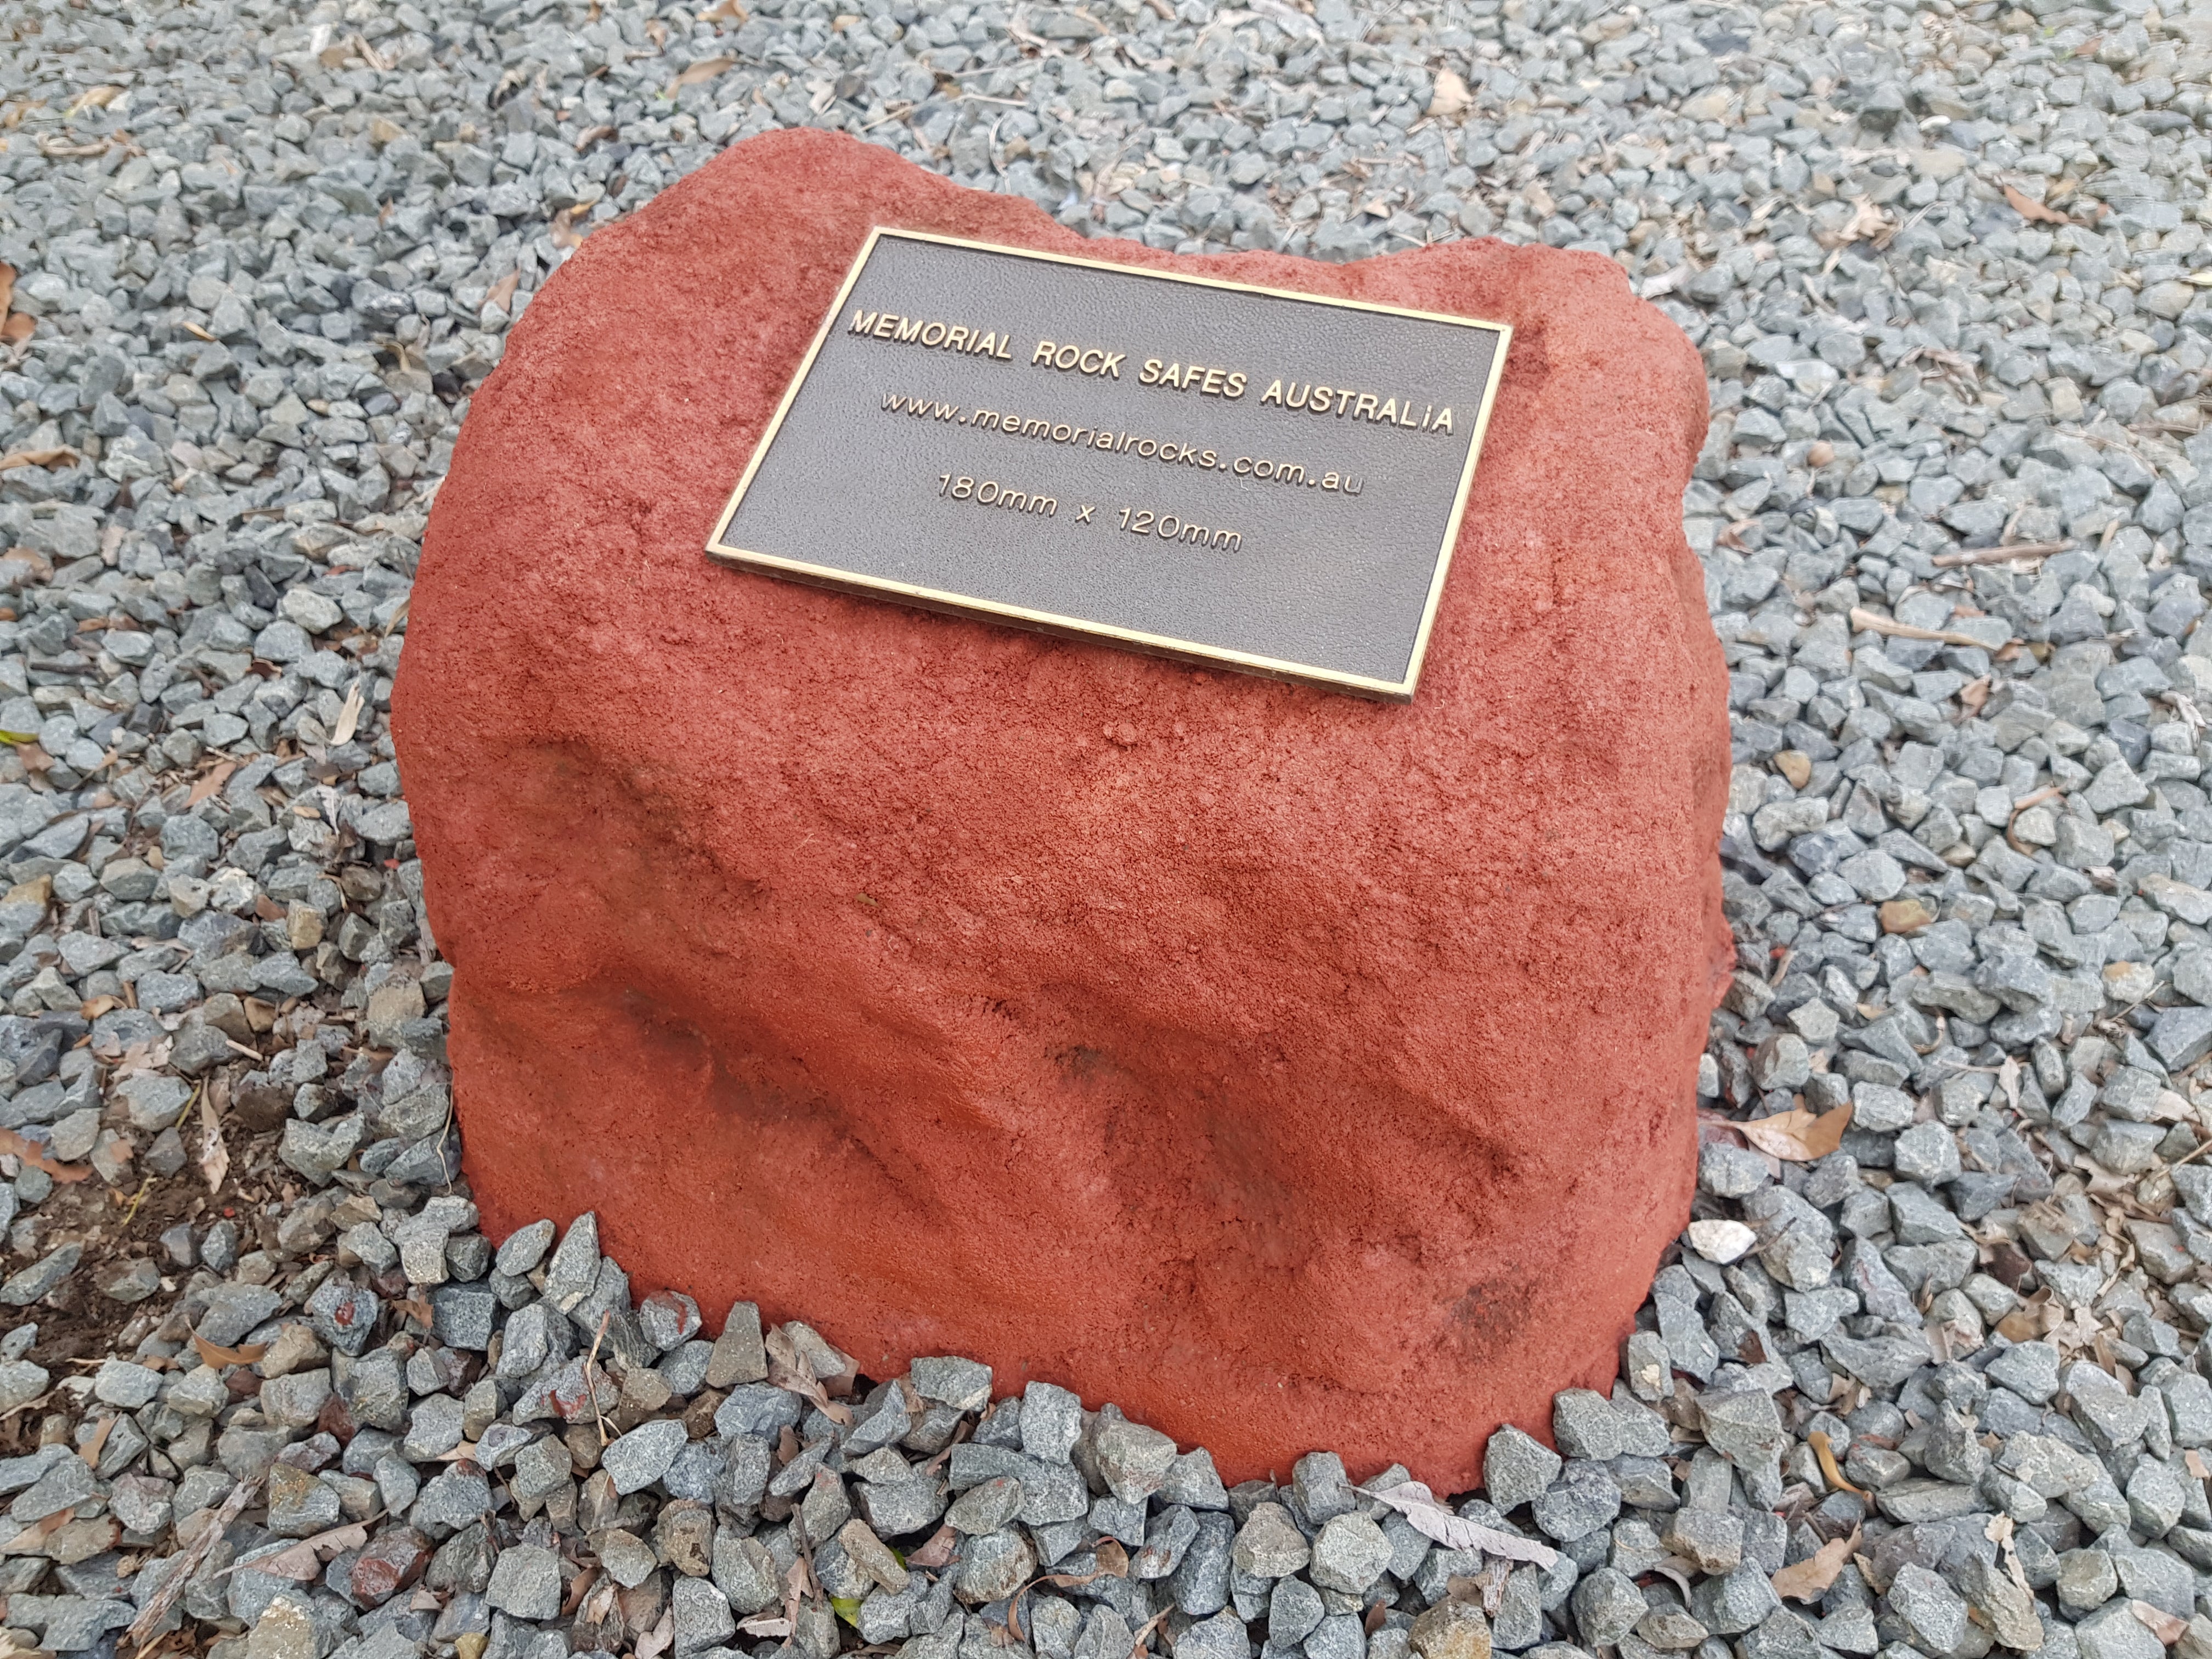 MEMORIAL ROCK SAFES AUSTRALiA
www.memorialrocks.com.au
180mm x 120mm